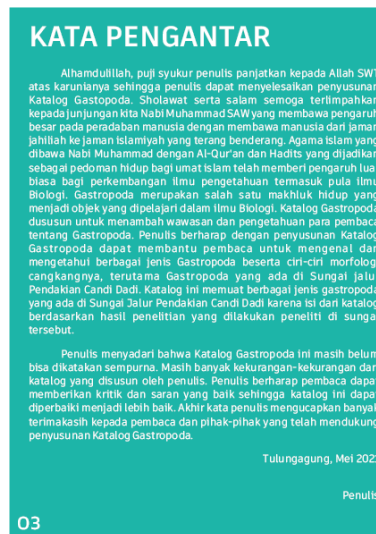 KATA PENGANTAR
Alhamdulillah, puji syukur penulis panjatkan kepada Allah SWT
atas karunianya sehingga penulis dapat menyelesaikan penyusunan
Katalog Gastopoda. Sholawat serta salam semoga terlimpahkan
kepada junjungan kita Nabi Muhammad SAW yang membawa pengaruh
besar pada peradaban manusia dengan membawa manusia dari jaman
jahiliah ke jaman islamiyah yang terang benderang. Agama islam yang
dibawa Nabi Muhammad dengan Al-Qur'an dan Hadits yang dijadikan
sebagai pedoman hidup bagi umat islam telah memberi pengaruh lua
biasa bagi perkembangan ilmu pengetahuan termasuk pula ilmu
Biologi. Gastropoda merupakan salah satu makhluk hidup yang
menjadi objek yang dipelajari dalam ilmu Biologi. Katalog Gastropoda
dususun untuk menambah wawasan dan pengetahuan para pembaca
tentang Gastropoda. Penulis berharap dengan penyusunan Katalog
Gastropoda dapat membantu pembaca untuk mengenal dan
mengetahui berbagai jenis Gastropoda beserta ciri-ciri morfolog
cangkangnya, terutama Gastropoda yang ada di Sungai jalu
Pendakian Candi Dadi. Katalog ini memuat berbagai jenis gastropoda
yang ada di Sungai Jalur Pendakian Candi Dadi karena isi dari katalog
berdasarkan hasil penelitian yang dilakukan peneliti di sunga
tersebut.
Penulis menyadari bahwa Katalog Gastropoda ini masih belum
bisa dikatakan sempurna. Masih banyak kekurangan-kekurangan dar
katalog yang disusun oleh penulis. Penulis berharap pembaca dapa
memberikan kritik dan saran yang baik sehingga katalog ini dapa
diperbaiki menjadi lebih baik. Akhir kata penulis mengucapkan banyak
terimakasih kepada pembaca dan pihak-pihak yang telah mendukung
penyusunan Katalog Gastropoda.
Tulungagung, Mei
Penulis
03